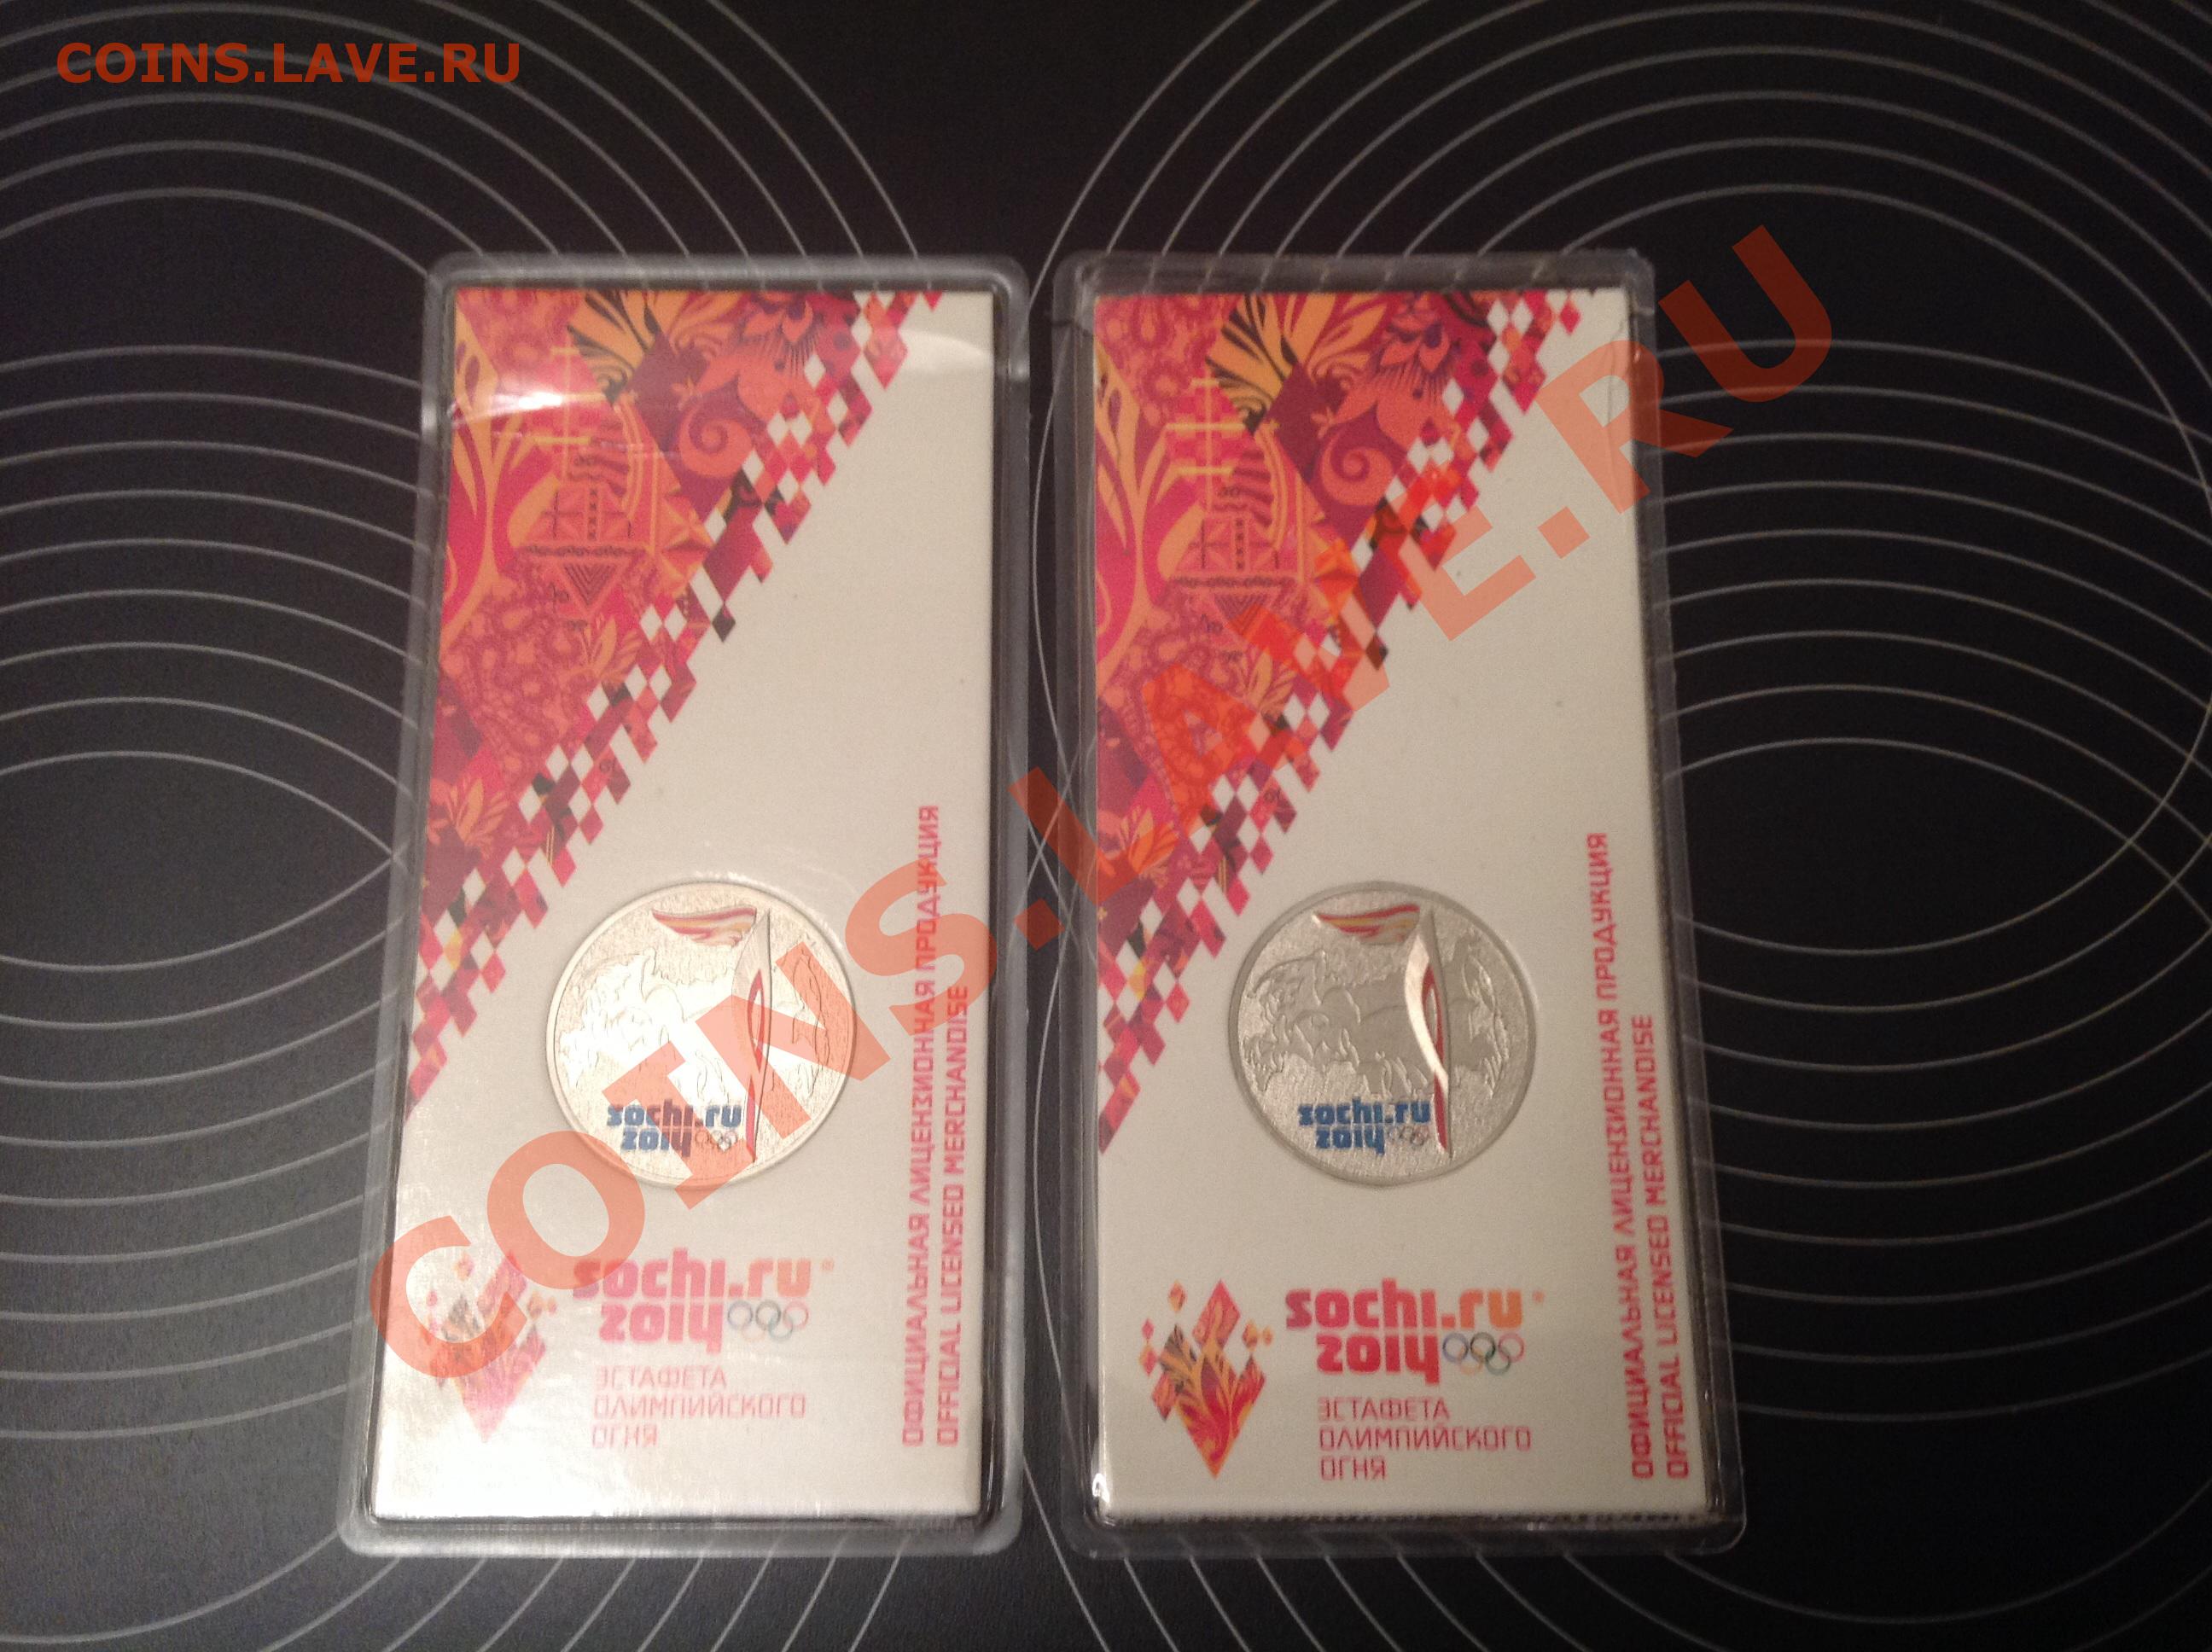 COINS.LAVE.RU
COINS.LAVE.RU
sochi.ru
2014
ОФИЦИАЛЬНАЯ ЛИЦЕНЗИОННАЯ ПРОДУКЦИЯ
OFFICIAL LICENSED MERCHANDISE
sochi.ru®
2014
ЭСТАФЕТА
ОЛИМПИЙСКОГО
ОГНЯ
sochi.ru
2014
ОФИЦИАЛЬНАЯ ЛИЦЕНЗИОННАЯ ПРОДУКЦИЯ
OFFICIAL LICENSED MERCHANDISE
sochi.ru®
2014
ЭСТАФЕТА
ОЛИМПИЙСКОГО
ОГНЯ